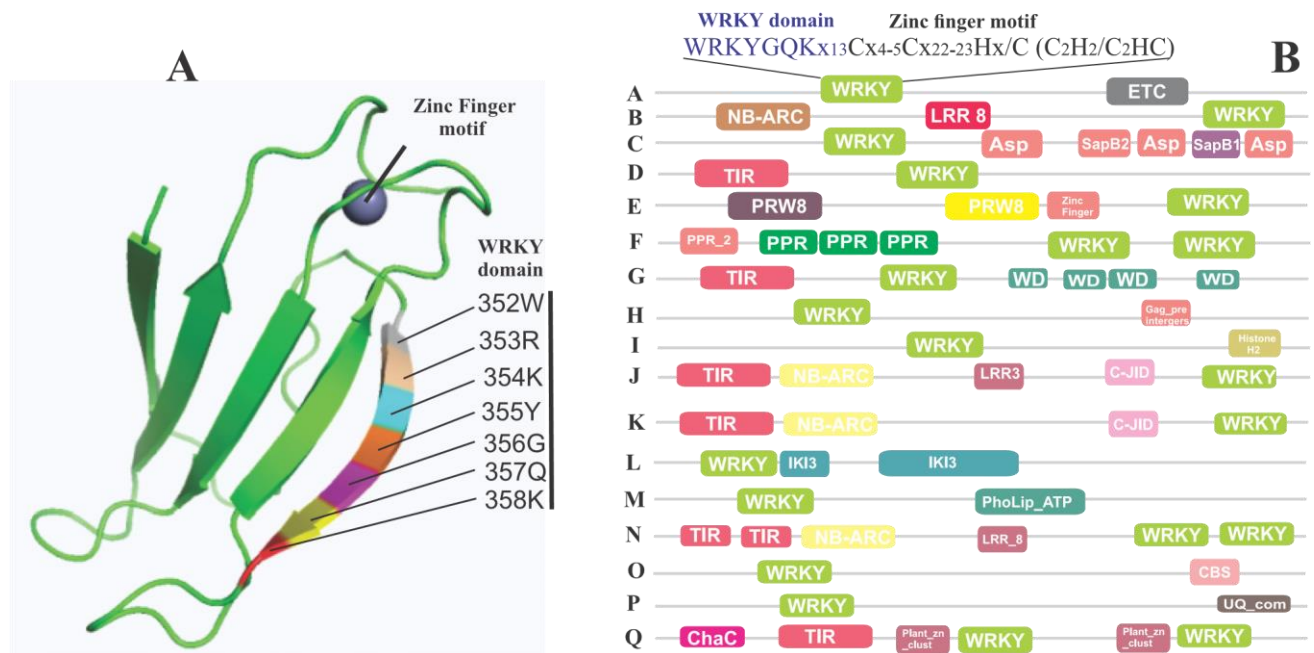 A
Zinc Finger
motif
WRKY
domain
352W
353R
354K
355Y
356G
357Q
358K
B
WRKY domain Zinc finger motif
WRKYGQKx13Cx4-5Cx22-23Hx/C (C2H2/C2HC)
A WRKY ETC
B NB-ARC LRR 8 WRKY
C WRKY Asp SapB2 Asp SapB1 Asp
D TIR WRKY
E PRW8 PRW8 Zinc Finger WRKY
F PPR_2 PPR PPR PPR WRKY WRKY
G TIR WRKY WD WD WD WD
H WRKY Gag_pre Intergers
I WRKY Histone H2
J TIR NB-ARC LRR3 C-JID WRKY
K TIR NB-ARC C-JID WRKY
L WRKY IKI3 IKI3
M WRKY PhoLip_ATP
N TIR TIR NB-ARC LRR_8 WRKY WRKY
O WRKY CBS
P WRKY UQ_com
Q ChaC TIR Plant_zn _clust WRKY Plant_zn _clust WRKY